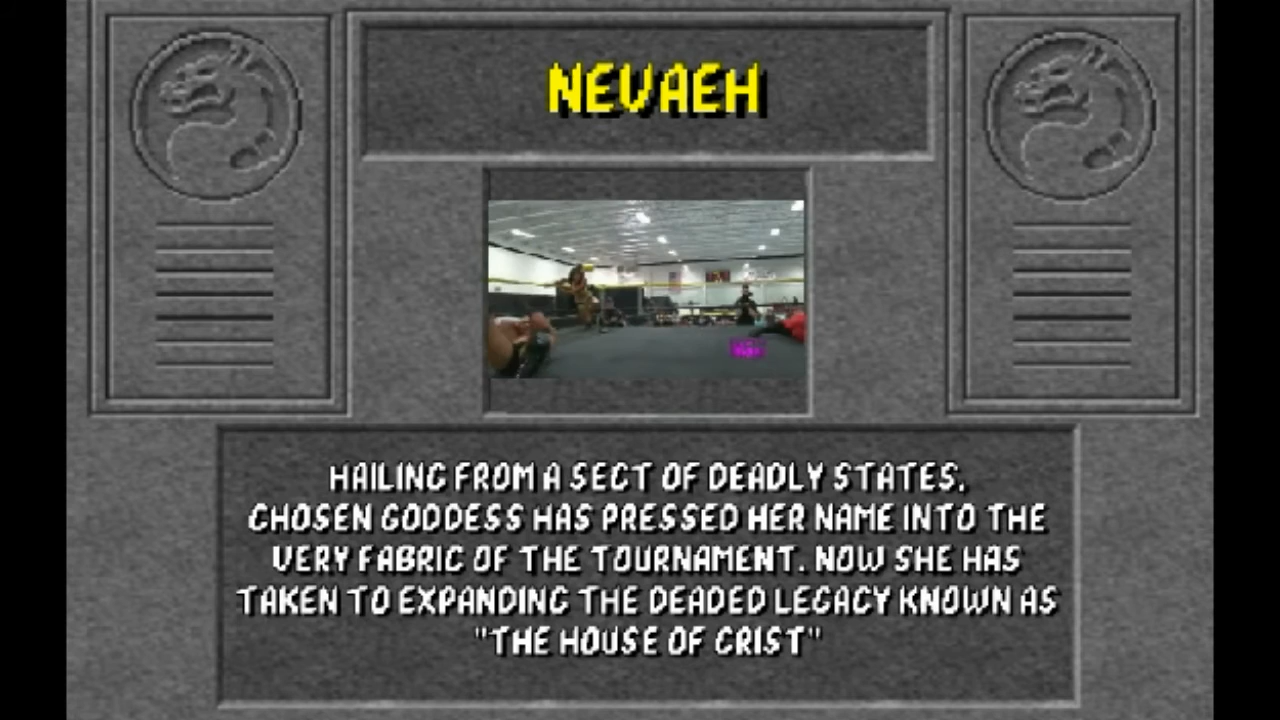 NEVAEH
HAILING FROM A SECT OF DEADLY STATES.
CHOSEN GODDESS HAS PRESSED HER NAME INTO THE
VERY FABRIC OF THE TOURNAMENT. NOW SHE HAS
TAKEN TO EXPANDING THE DEADED LEGACY KNOWN AS
"THE HOUSE OF CRIST"